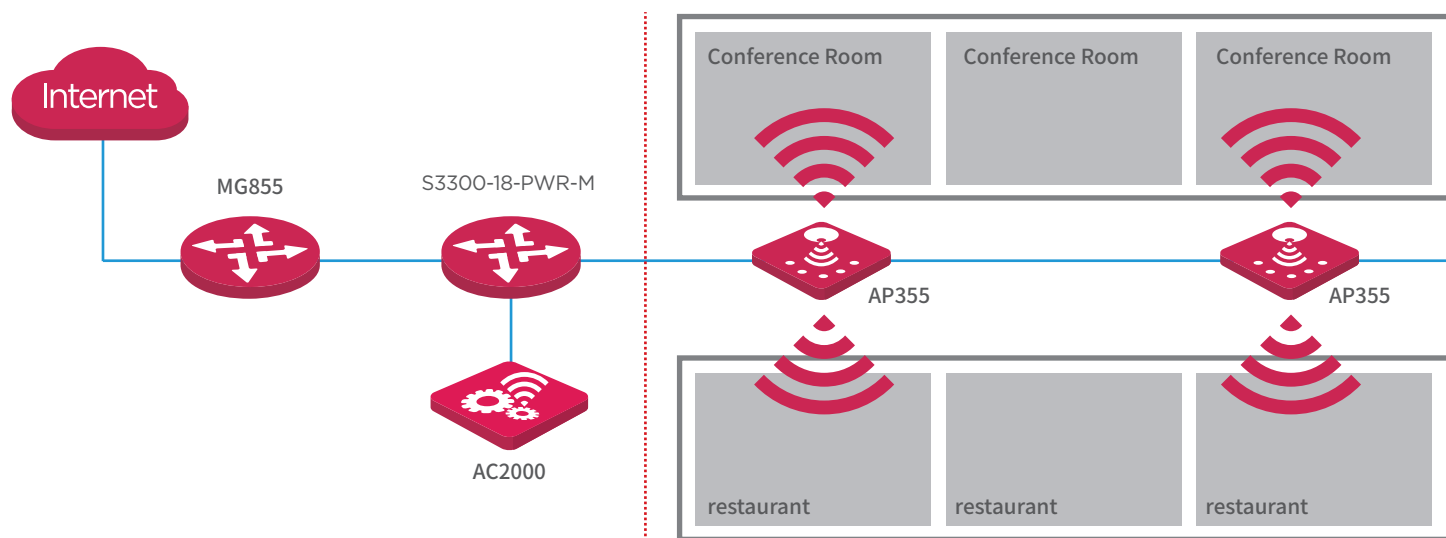 Internet
MG855
S3300-18-PWR-M
AC2000
Conference Room
Conference Room
Conference Room
AP355
AP355
restaurant
restaurant
restaurant